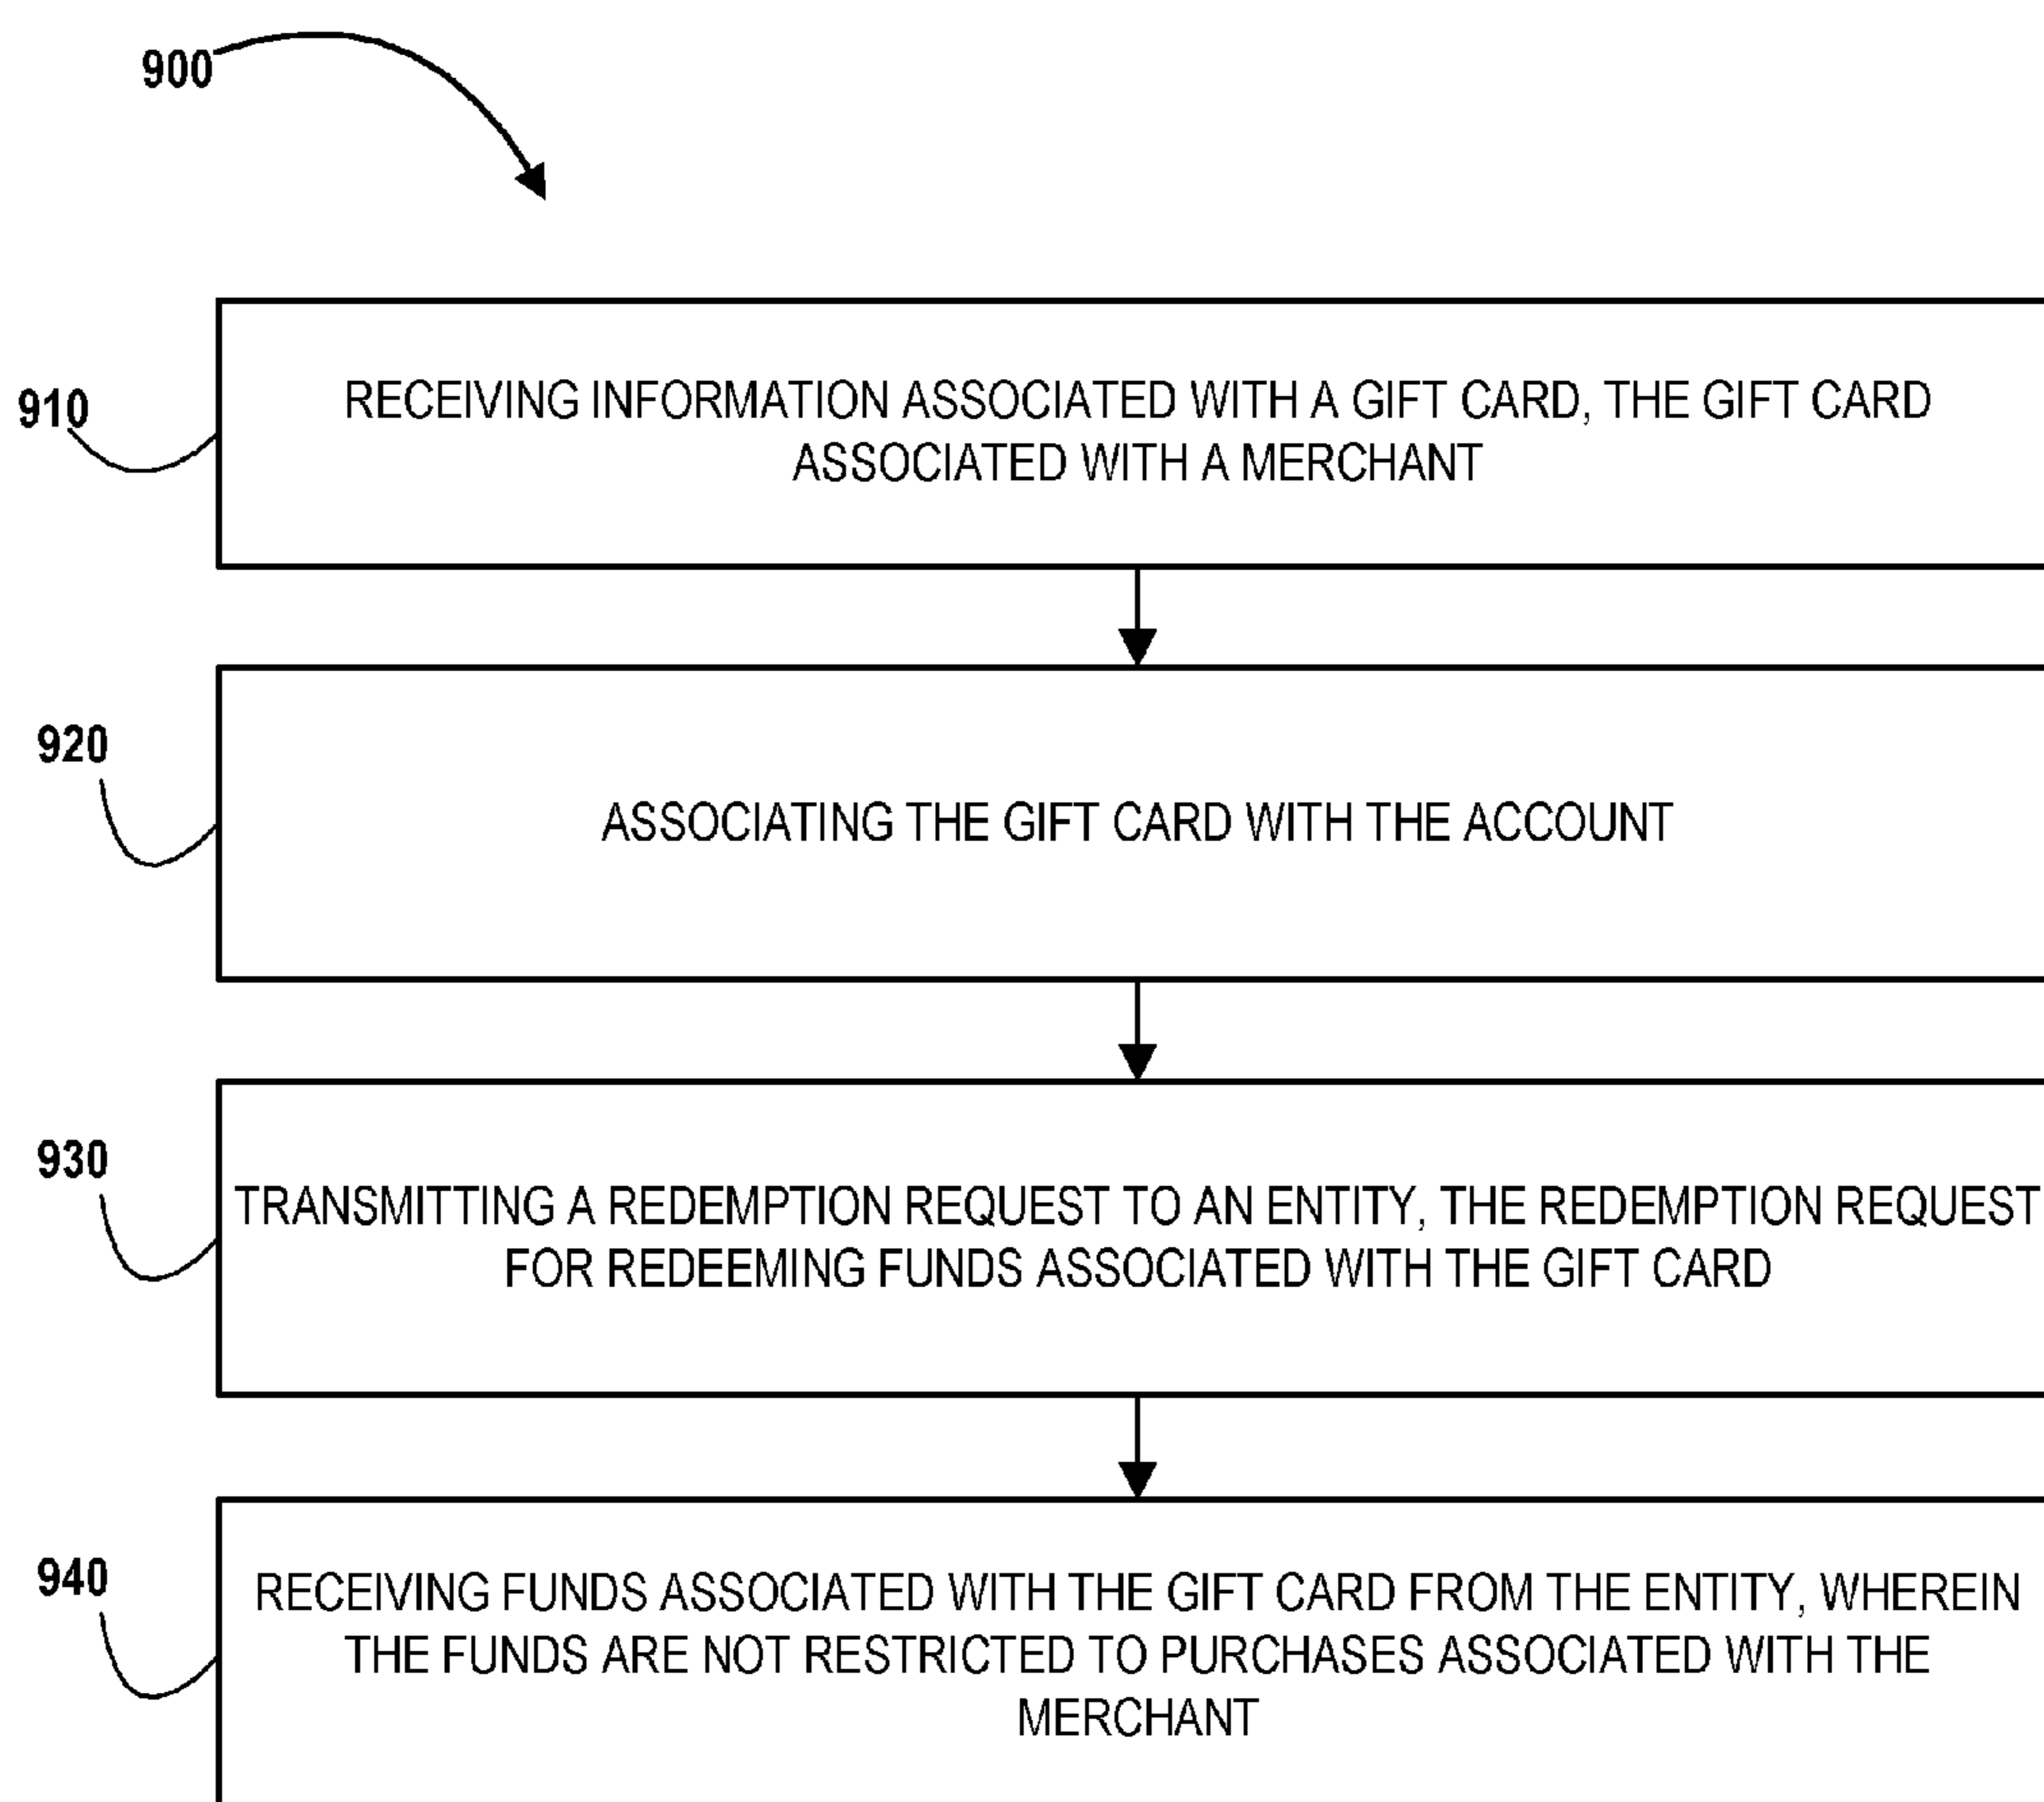 900
910
RECEIVING INFORMATION ASSOCIATED WITH A GIFT CARD, THE GIFT CARD
ASSOCIATED WITH A MERCHANT
920
ASSOCIATING THE GIFT CARD WITH THE ACCOUNT
930
TRANSMITTING A REDEMPTION REQUEST TO AN ENTITY, THE REDEMPTION REQUEST
FOR REDEEMING FUNDS ASSOCIATED WITH THE GIFT CARD
940
RECEIVING FUNDS ASSOCIATED WITH THE GIFT CARD FROM THE ENTITY, WHEREIN
THE FUNDS ARE NOT RESTRICTED TO PURCHASES ASSOCIATED WITH THE
MERCHANT